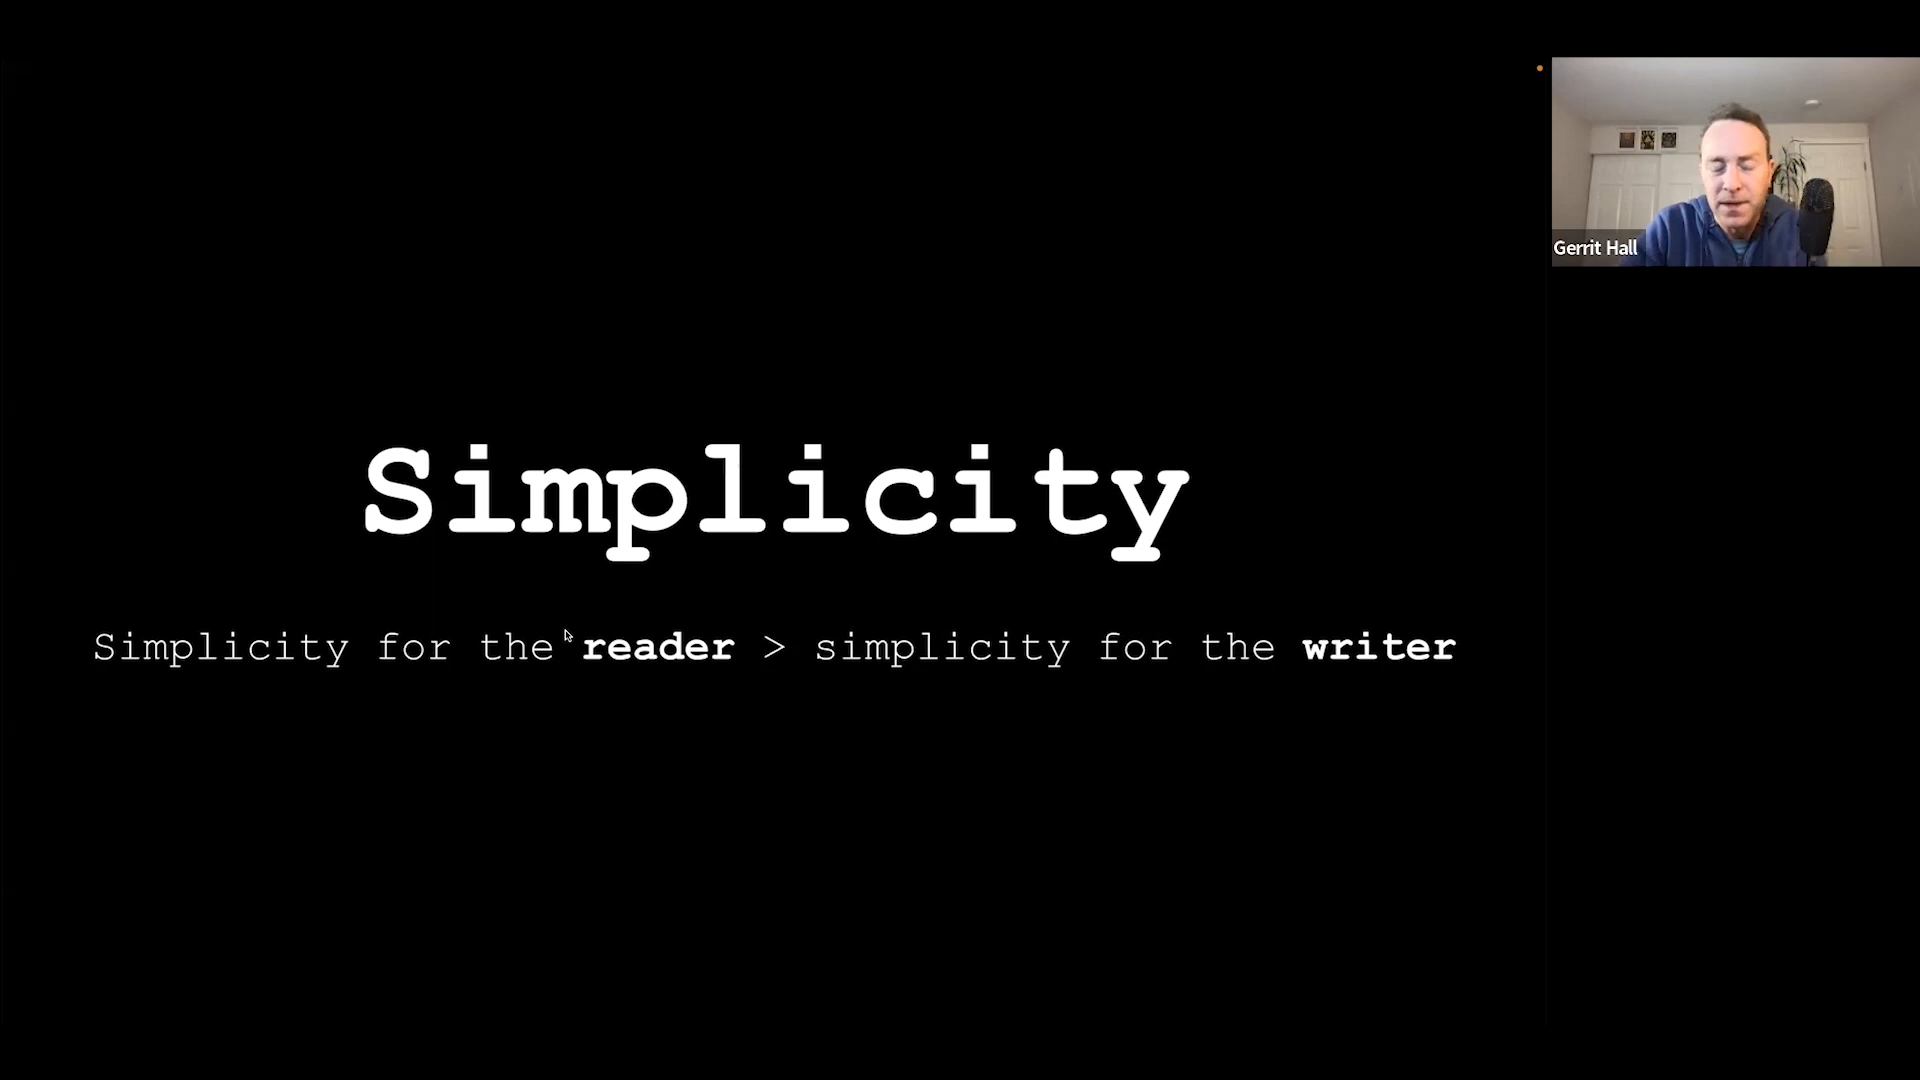 Simplicity
Simplicity for the reader > simplicity for the writer
Gerrit Hall